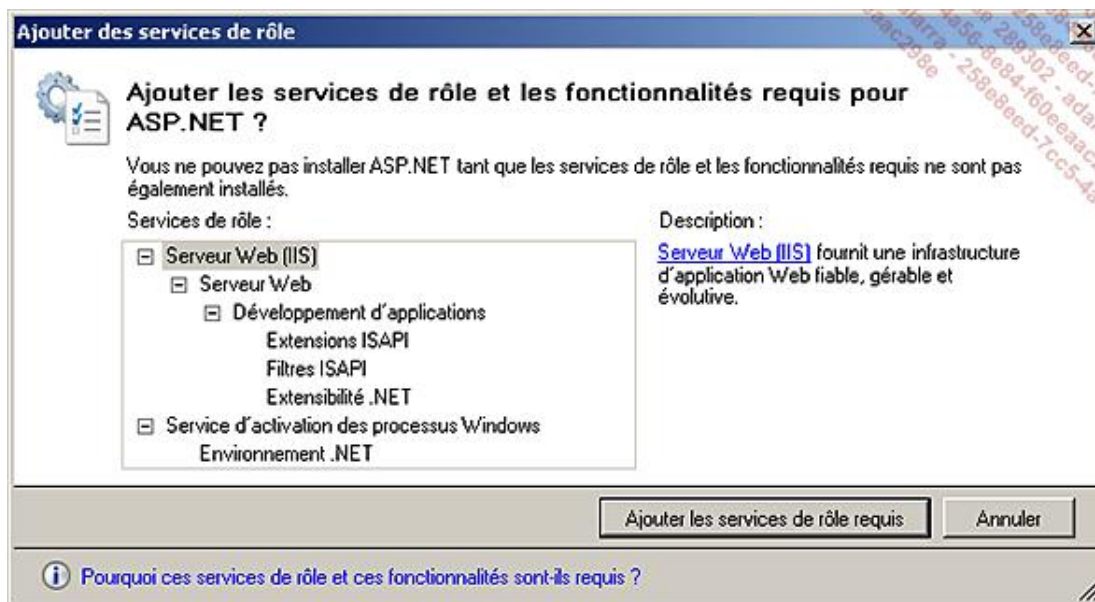 Ajouter des services de rôle
Ajouter les services de rôle et les fonctionnalités requis pour
ASP.NET ?
Vous ne pouvez pas installer ASP.NET tant que les services de rôle et les fonctionnalités requis ne sont pas
également installés.
Services de rôle :
Serveur Web (IIS)
Serveur Web
Développement d'applications
Extensions ISAPI
Filtres ISAPI
Extensibilité .NET
Service d'activation des processus Windows
Environnement .NET
Description :
Serveur Web (IIS) fournit une infrastructure
d'application Web fiable, gérable et
évolutive.
Ajouter les services de rôle requis
Annuler
Pourquoi ces services de rôle et ces fonctionnalités sont-ils requis ?